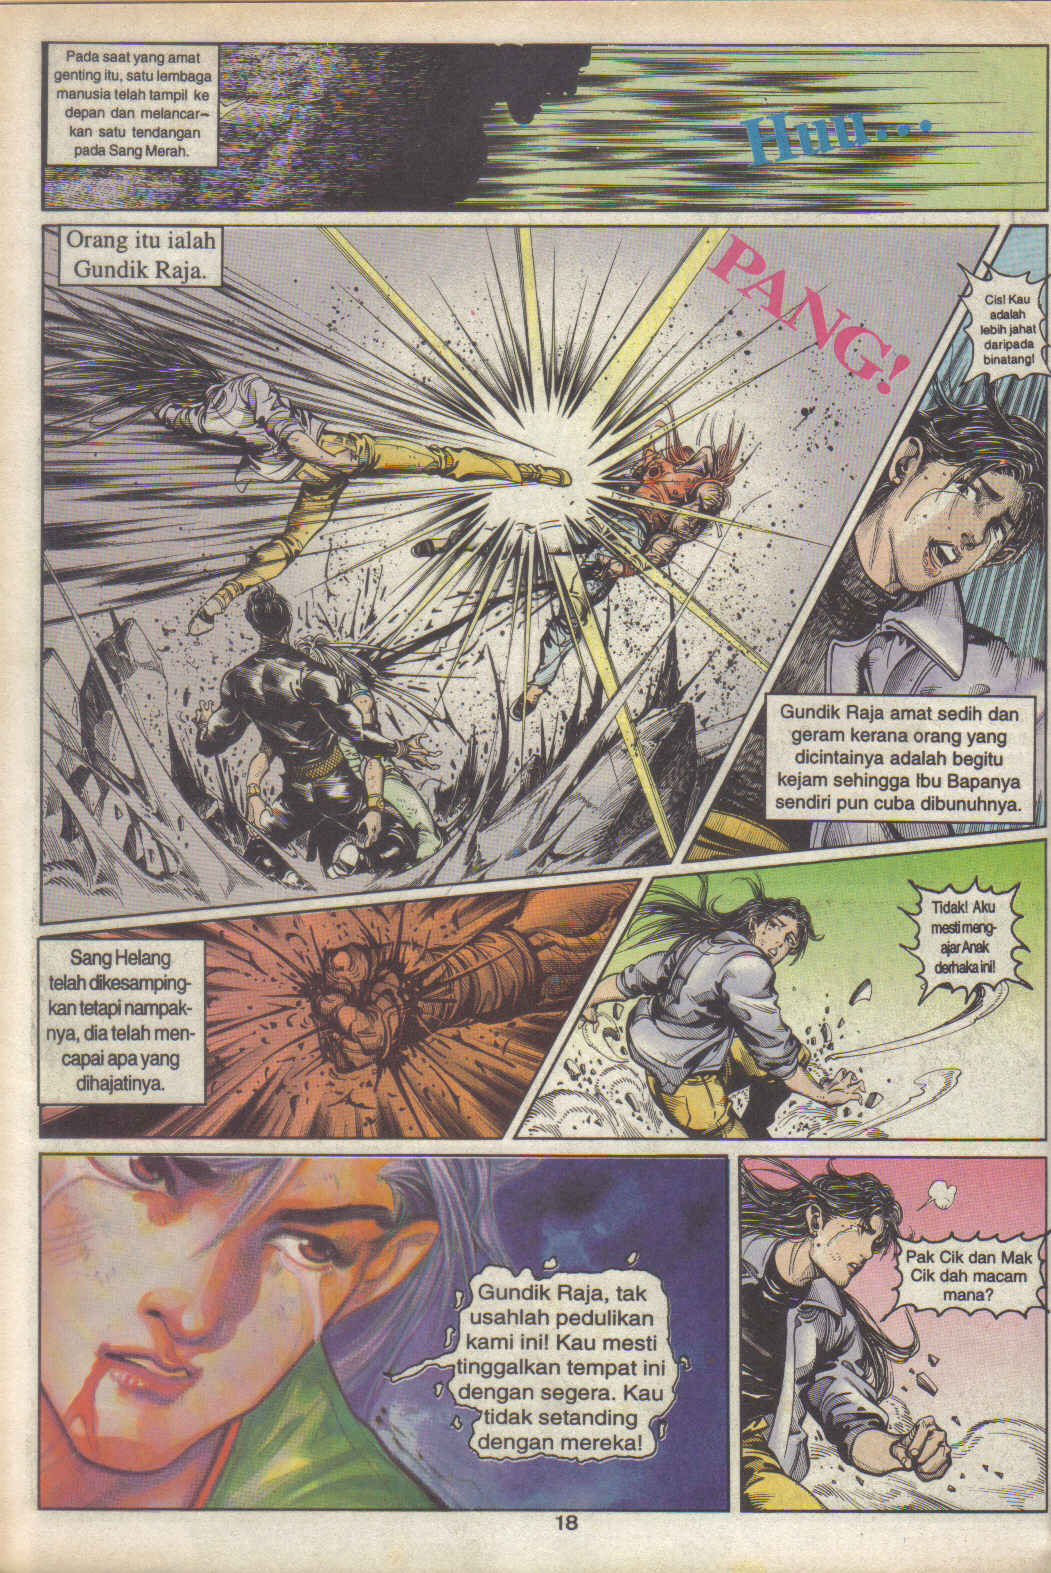 Pada saat yang amat
genting itu, satu lembaga
manusia telah tampil ke
depan dan melancar-
kan satu tendangan
pada Sang Merah.
Huu...
Orang itu ialah
Gundik Raja.
PANG!
Cis! Kau
adalah
lebih jahat
daripada
binatang!
Gundik Raja amat sedih dan
geram kerana orang yang
dicintainya adalah begitu
kejam sehingga Ibu Bapanya
sendiri pun cuba dibunuhnya.
Sang Helang
telah dikesamping-
kan tetapi nampak-
nya, dia telah men-
capai apa yang
dihajatinya.
Tidak! Aku
mesti meng-
ajar Anak
derhaka ini!
Gundik Raja, tak
usahlah pedulikan
kami ini! Kau mesti
tinggalkan tempat ini
dengan segera. Kau
tidak setanding
dengan mereka!
Pak Cik dan Mak
Cik dah macam
mana?
18